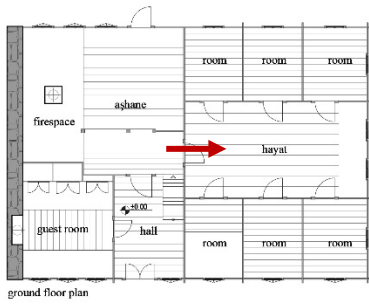 room room room
aşhane
firespace
hayat
±0.00
guest room hall
room room room
ground floor plan